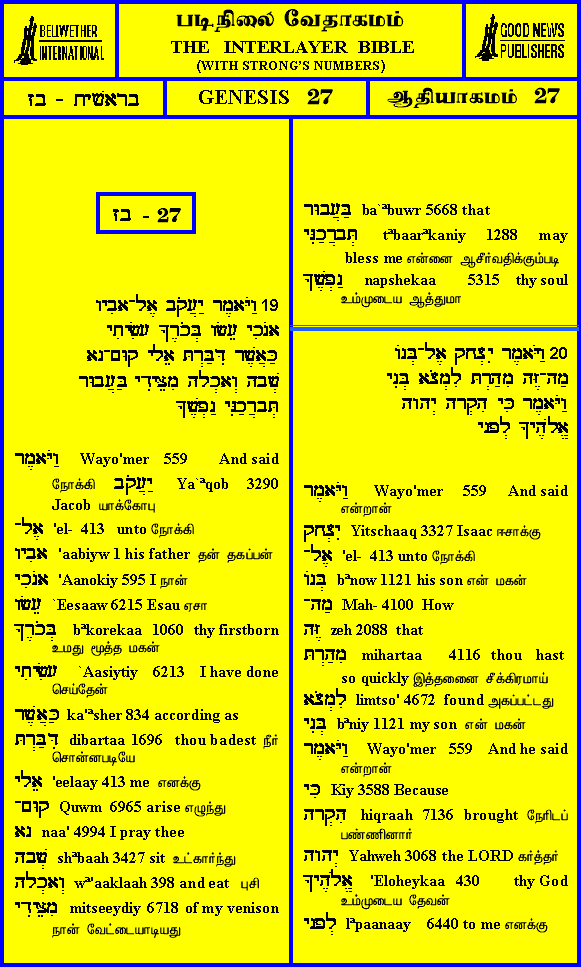 BELLWETHER
INTERNATIONAL
படிநிலை வேதாகமம்
THE INTERLAYER BIBLE
(WITH STRONG'S NUMBERS)
GOOD NEWS
PUBLISHERS
בראשית - בז
GENESIS 27
ஆதியாகமம் 27
בז - 27
19 וַיֹּאמֶר יַעֲקֹב אֶל־אָבִיו
אָנֹכִי עֵשָׂו בְּכֹרֶךָ עָשִׂיתִי
כַּאֲשֶׁר דִּבַּרְתָּ אֵלָי קוּם־נָא
שְׁבָה וְאָכְלָה מִצֵּידִי בַּעֲבוּר
תְּבָרֲכַנִּי נַפְשֶׁךָ
וַיֹּאמֶר Wayo'mer 559 And said
நோக்கி יַעֲקֹב Ya`ªqob 3290
Jacob யாக்கோபு
אֶל־ 'el- 413 unto நோக்கி
אָבִיו 'aabiyw 1 his father தன் தகப்பன்
אָנֹכִי 'Aanokiy 595 I நான்
עֵשָׂו `Eesaaw 6215 Esau ஏசா
בְּכֹרֶךָ bªkorekaa 1060 thy firstborn
உமது மூத்த மகன்
עָשִׂיתִי `Aasiytiy 6213 I have done
செய்தேன்
כַּאֲשֶׁר ka'ªsher 834 according as
דִּבַּרְתָּ dibartaa 1696 thou badest நீர்
சொன்னபடியே
אֵלָי 'eelaay 413 me எனக்கு
קוּם־ Quwm 6965 arise எழுந்து
נָא naa' 4994 I pray thee
שְׁבָה shªbaah 3427 sit உட்கார்ந்து
וְאָכְלָה wª'aaklaah 398 and eat புசி
מִצֵּידִי mitseeydiy 6718 of my venison
நான் வேட்டையாடியது
בַּעֲבוּר ba`ªbuwr 5668 that
תְּבָרֲכַנִּי tªbaarªkaniy 1288 may
bless me என்னை ஆசீர்வதிக்கும்படி
נַפְשֶׁךָ napshekaa 5315 thy soul
உம்முடைய ஆத்துமா
20 וַיֹּאמֶר יִצְחָק אֶל־בְּנוֹ
מַה־זֶּה מִהַרְתָּ לִמְצֹא בְּנִי
וַיֹּאמֶר כִּי הִקְרָה יְהוָה
אֱלֹהֶיךָ לְפָנָי
וַיֹּאמֶר Wayo'mer 559 And said
என்றான்
יִצְחָק Yitschaaq 3327 Isaac ஈசாக்கு
אֶל־ 'el- 413 unto நோக்கி
בְּנוֹ bªnow 1121 his son என் மகன்
מַה־ Mah- 4100 How
זֶּה zeh 2088 that
מִהַרְתָּ mihartaa 4116 thou hast
so quickly இத்தனை சீக்கிரமாய்
לִמְצֹא limtso' 4672 found அகப்பட்டது
בְּנִי bªniy 1121 my son என் மகன்
וַיֹּאמֶר Wayo'mer 559 And he said
என்றான்
כִּי Kiy 3588 Because
הִקְרָה hiqraah 7136 brought நேரிடப்
பண்ணினார்
יְהוָה Yahweh 3068 the LORD கர்த்தர்
אֱלֹהֶיךָ 'Eloheykaa 430 thy God
உம்முடைய தேவன்
לְפָנָי lªpaanaay 6440 to me எனக்கு